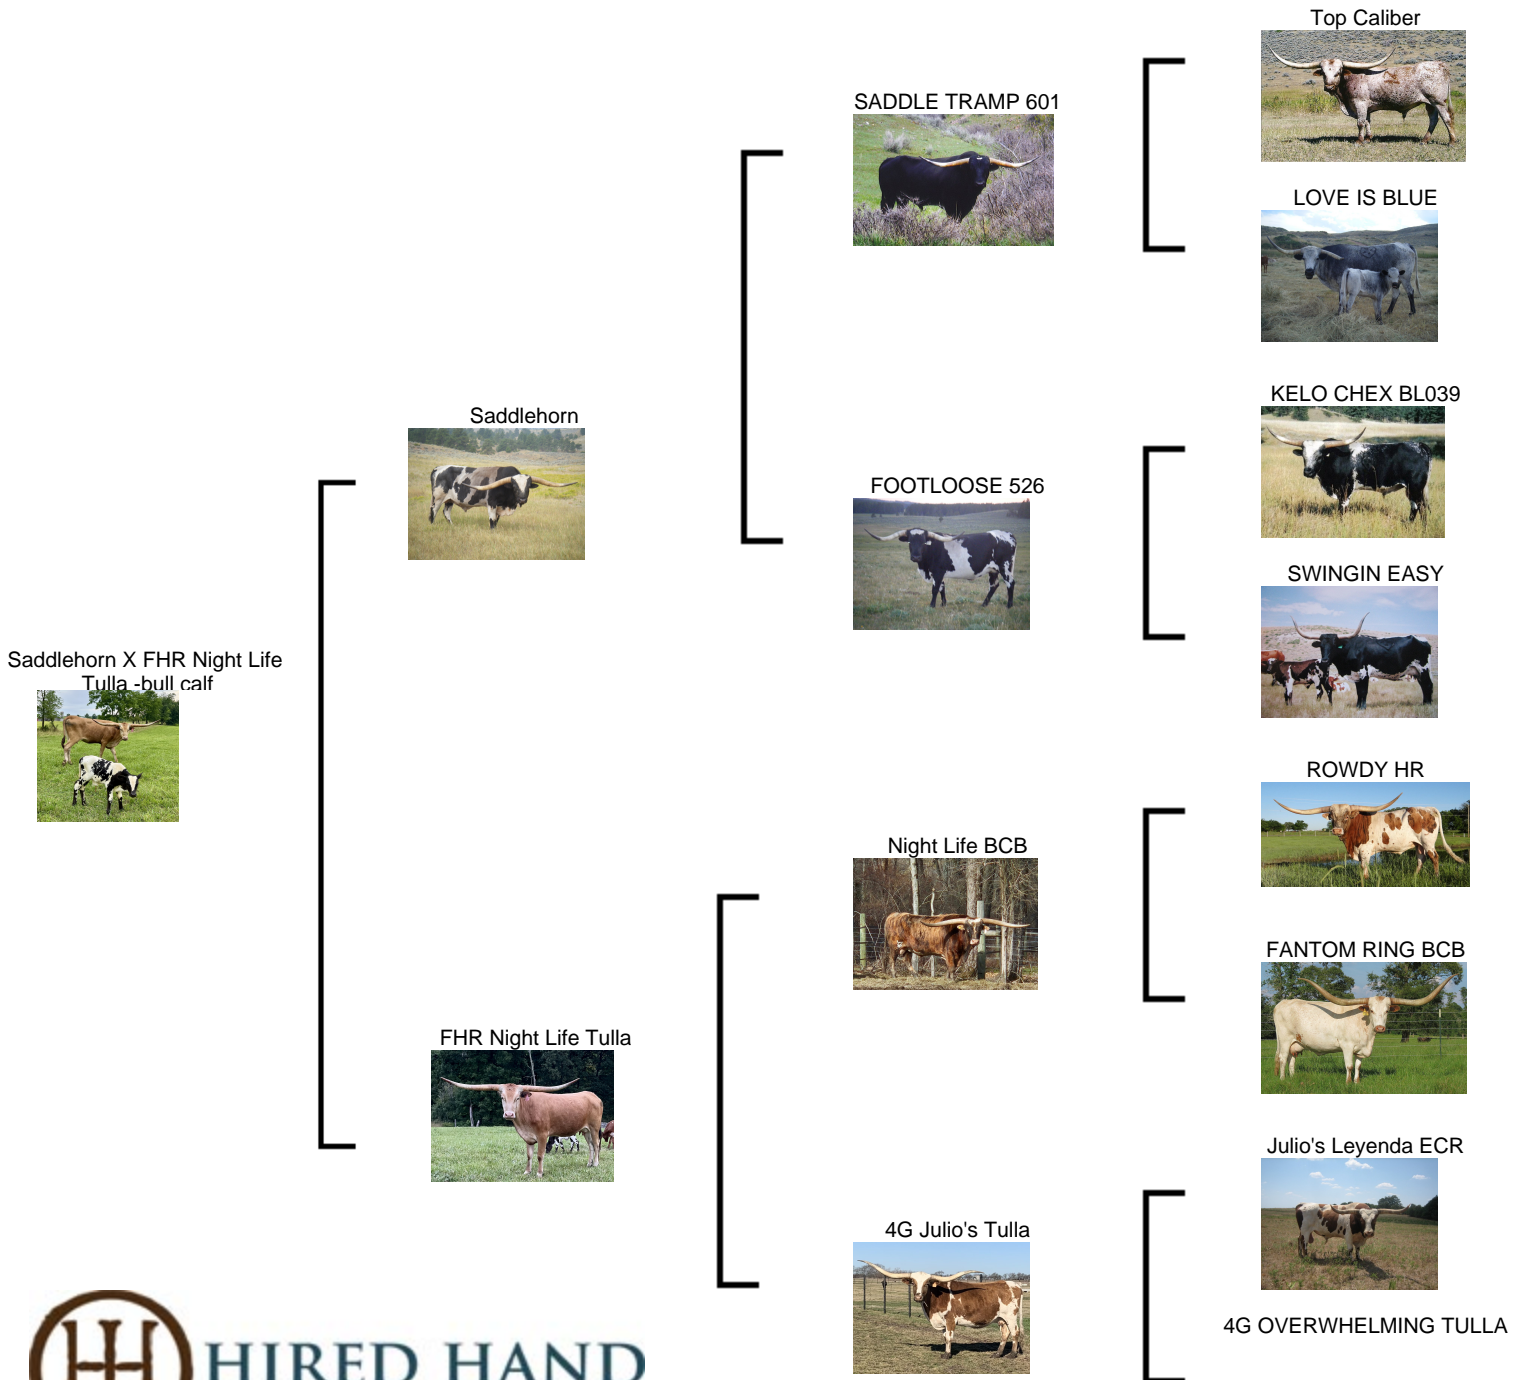 Top Caliber
SADDLE TRAMP 601
LOVE IS BLUE
KELO CHEX BL039
Saddlehorn
FOOTLOOSE 526
SWINGIN EASY
Saddlehorn X FHR Night Life
Tulla -bull calf
ROWDY HR
Night Life BCB
FANTOM RING BCB
FHR Night Life Tulla
Julio's Leyenda ECR
4G Julio's Tulla
4G OVERWHELMING TULLA
HIRED HAND